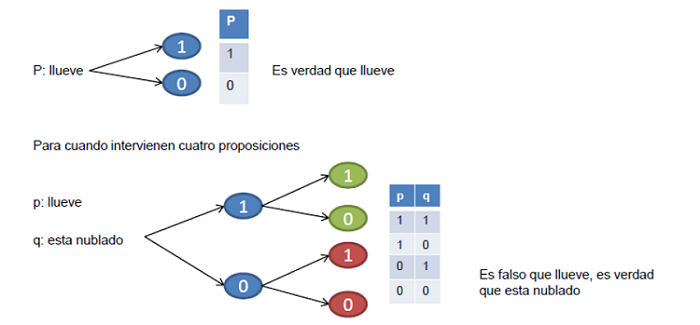 P
1
1
P: llueve
Es verdad que llueve
0
0
Para cuando intervienen cuatro proposiciones
1
p: llueve
1
p q
0
1 1
q: esta nublado
1 0
1
0 1
Es falso que llueve, es verdad
0
0 0
que esta nublado
0